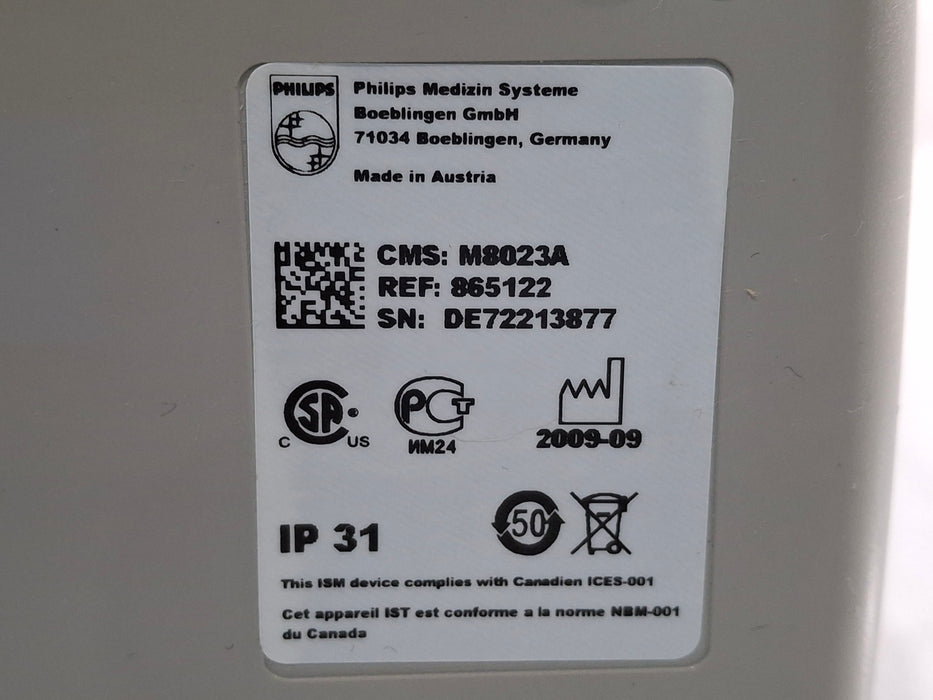 PHILIPS
Philips Medizin Systeme
Boeblingen GmbH
71034 Boeblingen, Germany
Made in Austria
CMS: M8023A
REF: 865122
SN: DE72213877
C SA US
РСТ
ИМ24
2009-09
IP 31
50
This ISM device complies with Canadien ICES-001
Cet appareil IST est conforme a la norme NBM-001
du Canada